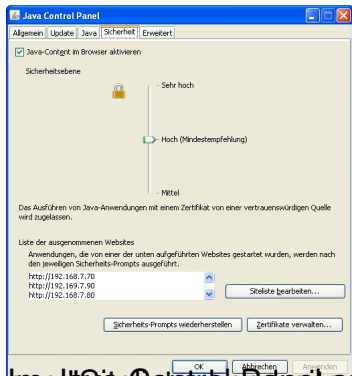 Java Control Panel
Allgemein Update Java Sicherheit Erweitert
Java-Content im Browser aktivieren
Sicherheitsebene
Sehr hoch
Hoch (Mindestempfehlung)
Mittel
Das Ausführen von Java-Anwendungen mit einem Zertifikat von einer vertrauenswürdigen Quelle
wird zugelassen.
Liste der ausgenommenen Websites
Anwendungen, die von einer der unten aufgeführten Websites gestartet wurden, werden nach
den jeweiligen Sicherheits-Prompts ausgeführt.
http://192.168.7.70
http://192.169.7.90
http://192.168.7.80
Siteliste bearbeiten...
Sicherheits-Prompts wiederherstellen Zertifikate verwalten...
OK Abbrechen Anwenden